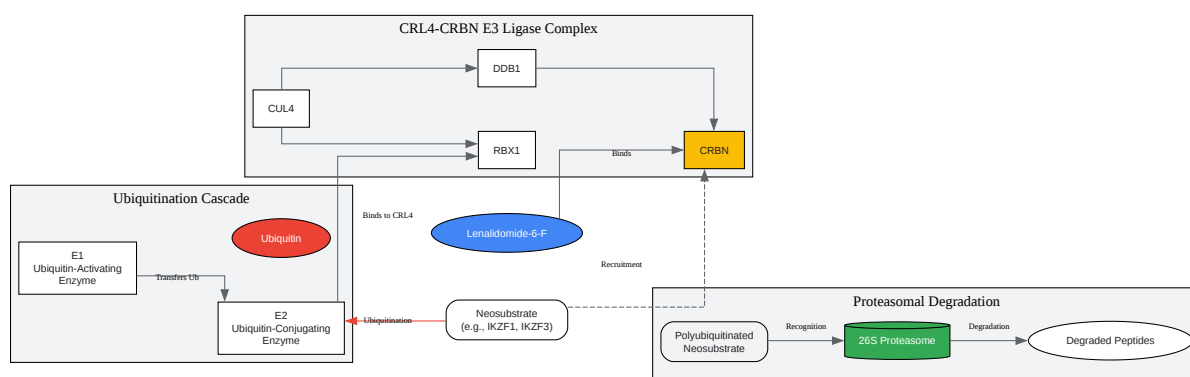 CRL4-CRBN E3 Ligase Complex
DDB1
CUL4
RBX1
Binds
CRBN
Ubiquitination Cascade
Ubiquitin
Binds to CRL4
Lenalidomide-6-F
E1
Ubiquitin-Activating
Enzyme
Transfers Ub
Recruitment
E2
Ubiquitin-Conjugating
Enzyme
Ubiquitination
Neosubstrate
(e.g., IKZF1, IKZF3)
Proteasomal Degradation
Polyubiquitinated
Neosubstrate
Recognition
26S Proteasome
Degradation
Degraded Peptides